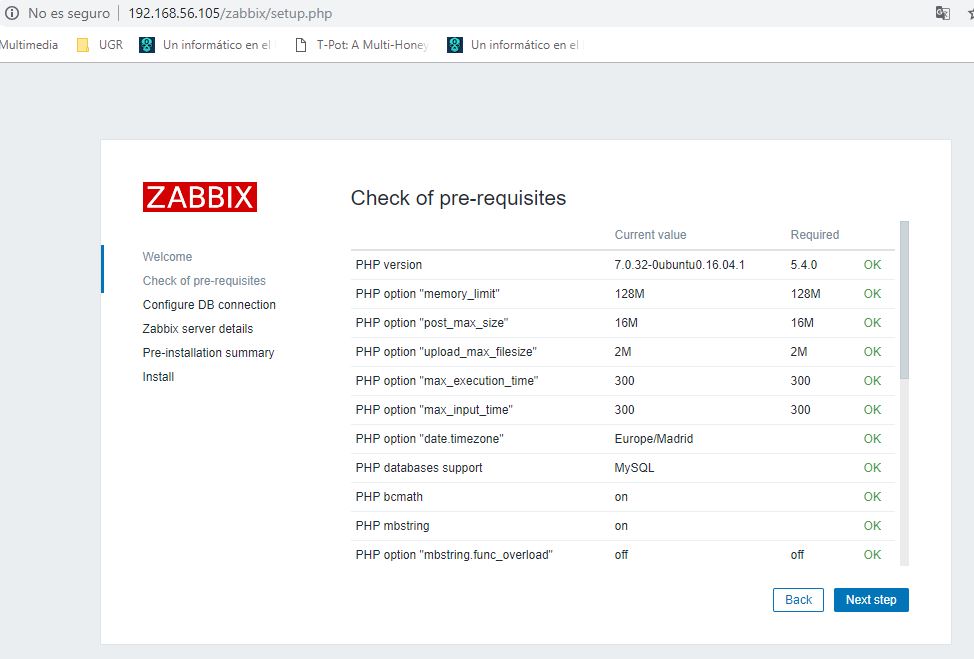 No es seguro 192.168.56.105/zabbix/setup.php
Multimedia UGR Un informático en el T-Pot: A Multi-Honey Un informático en el
ZABBIX
Welcome
Check of pre-requisites
Configure DB connection
Zabbix server details
Pre-installation summary
Install
Check of pre-requisites
Current value Required
PHP version 7.0.32-0ubuntu0.16.04.1 5.4.0 OK
PHP option "memory_limit" 128M 128M OK
PHP option "post_max_size" 16M 16M OK
PHP option "upload_max_filesize" 2M 2M OK
PHP option "max_execution_time" 300 300 OK
PHP option "max_input_time" 300 300 OK
PHP option "date.timezone" Europe/Madrid OK
PHP databases support MySQL OK
PHP bcmath on OK
PHP mbstring on OK
PHP option "mbstring.func_overload" off off OK
Back Next step